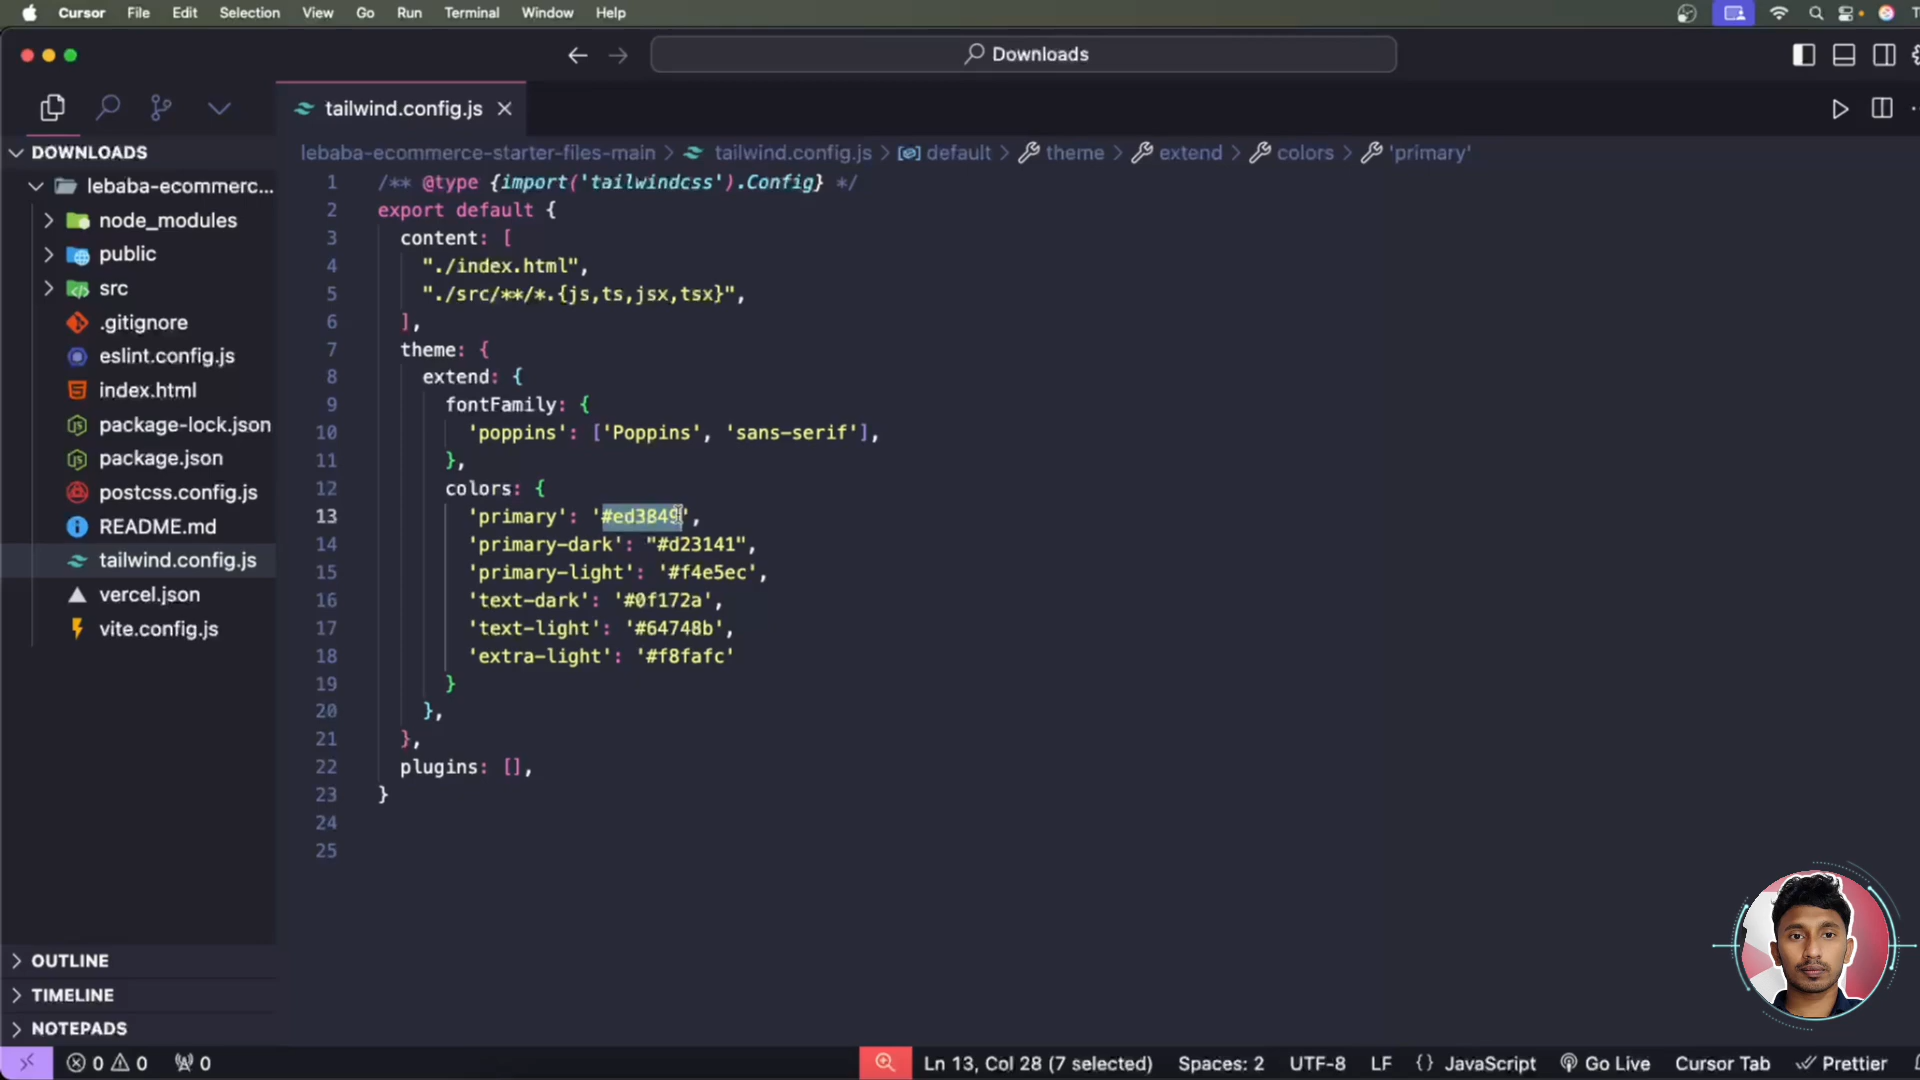 Cursor File Edit Selection View Go Run Terminal Window Help
Downloads
tailwind.config.js
DOWNLOADS
lebaba-ecommerce-starter-files-main > tailwind.config.js > default > theme > extend > colors > 'primary'
lebaba-ecommerc...
node_modules
public
src
.gitignore
eslint.config.js
index.html
package-lock.json
package.json
postcss.config.js
README.md
tailwind.config.js
vercel.json
vite.config.js
OUTLINE
TIMELINE
NOTEPADS
1 /** @type {import('tailwindcss').Config} */
2 export default {
3 content: [
4 "./index.html",
5 "./src/**/*.{js,ts,jsx,tsx}",
6 ],
7 theme: {
8 extend: {
9 fontFamily: {
10 'poppins': ['Poppins', 'sans-serif'],
11 },
12 colors: {
13 'primary': '#ed3849',
14 'primary-dark': "#d23141",
15 'primary-light': '#f4e5ec',
16 'text-dark': '#0f172a',
17 'text-light': '#64748b',
18 'extra-light': '#f8fafc'
19 }
20 },
21 },
22 plugins: [],
23 }
24
25
0 0 0 Ln 13, Col 28 (7 selected) Spaces: 2 UTF-8 LF {} JavaScript Go Live Cursor Tab Prettier